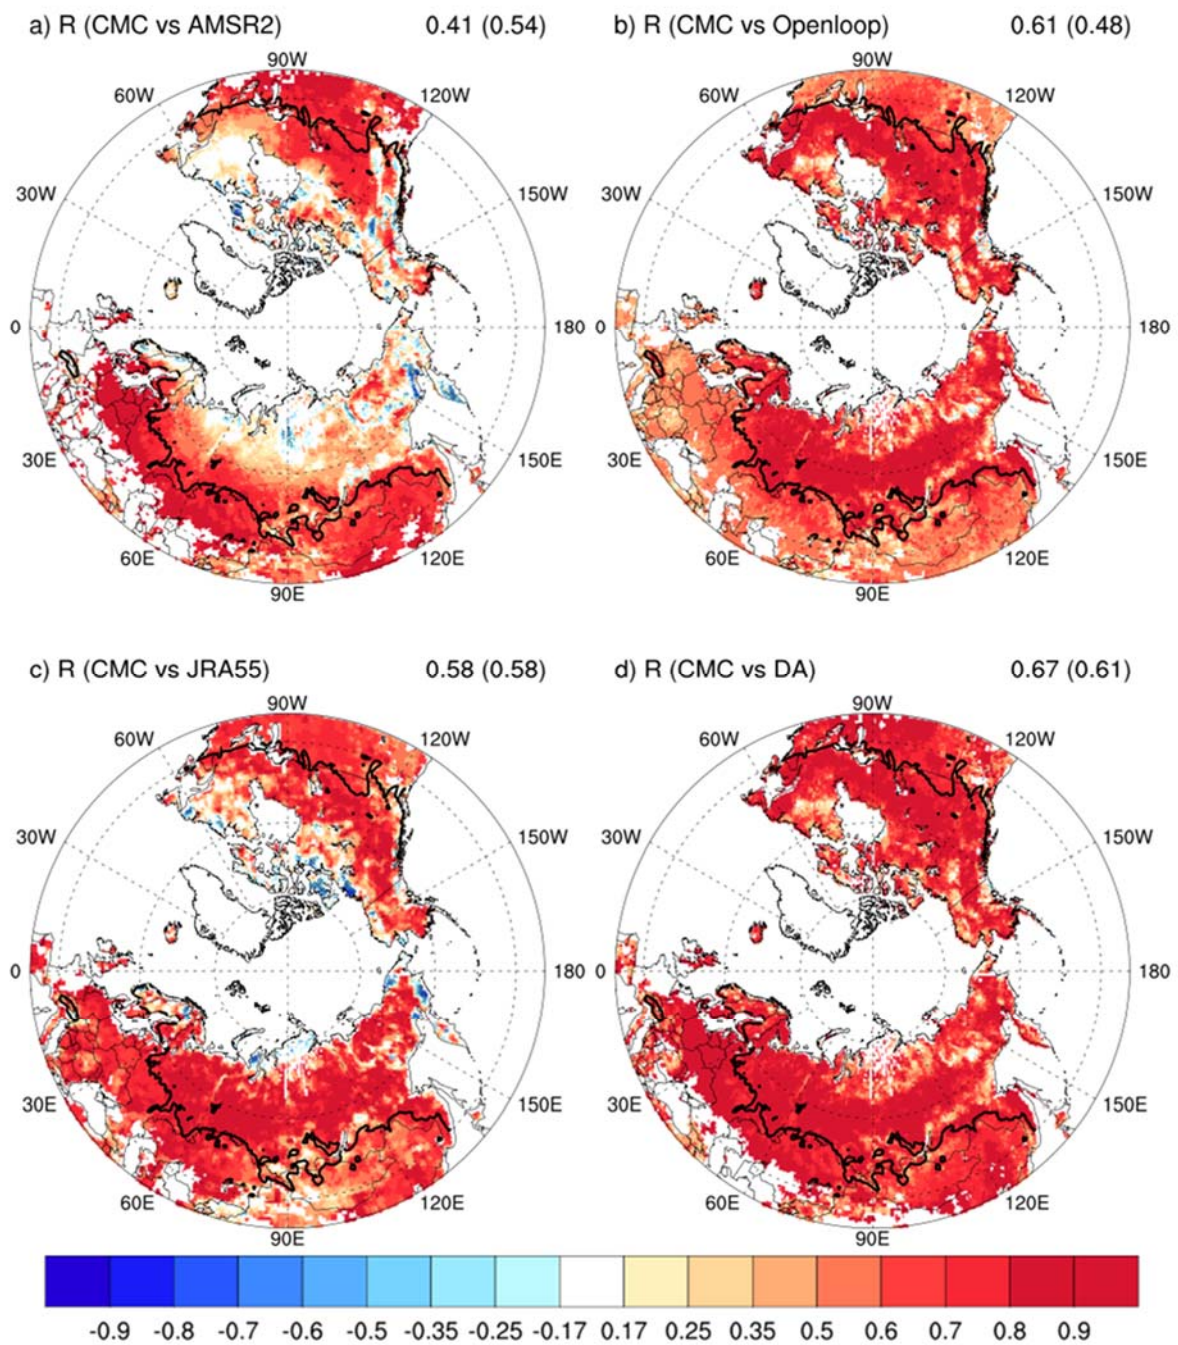 a) R (CMC vs AMSR2) 0.41 (0.54)
b) R (CMC vs Openloop) 0.61 (0.48)
90W
60W
120W
30W
150W
0
180
30E
150E
60E
120E
90E
90W
60W
120W
30W
150W
0
180
30E
150E
60E
120E
90E
c) R (CMC vs JRA55) 0.58 (0.58)
d) R (CMC vs DA) 0.67 (0.61)
90W
60W
120W
30W
150W
0
180
30E
150E
60E
120E
90E
90W
60W
120W
30W
150W
0
180
30E
150E
60E
120E
90E
-0.9 -0.8 -0.7 -0.6 -0.5 -0.35 -0.25 -0.17 0.17 0.25 0.35 0.5 0.6 0.7 0.8 0.9